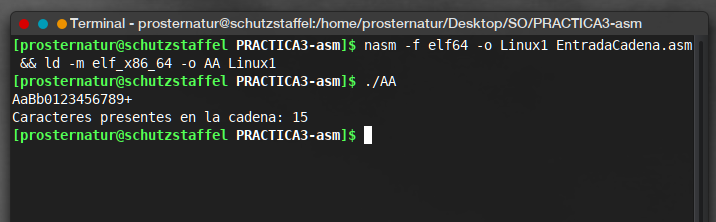 Terminal - prosternatur@schutzstaffel:/home/prosternatur/Desktop/SO/PRACTICA3-asm
[prosternatur@schutzstaffel PRACTICA3-asm]$ nasm -f elf64 -o Linux1 EntradaCadena.asm
&& ld -m elf_x86_64 -o AA Linux1
[prosternatur@schutzstaffel PRACTICA3-asm]$ ./AA
AaBb0123456789+
Caracteres presentes en la cadena: 15
[prosternatur@schutzstaffel PRACTICA3-asm]$